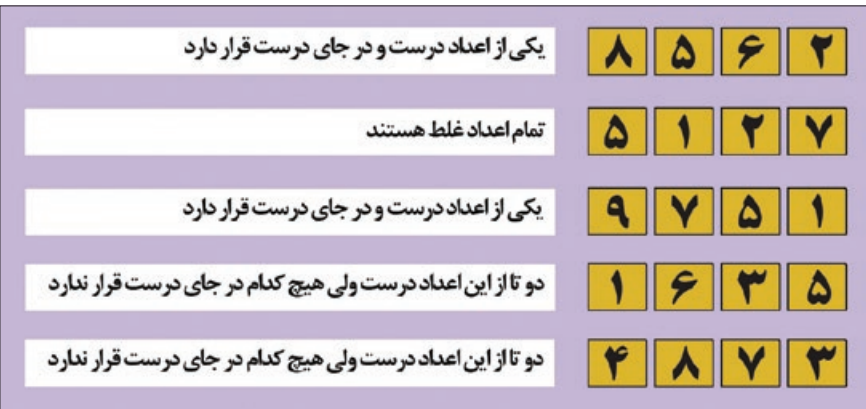 یکی از اعداد درست و در جای درست قرار دارد ۸ ۵ ۶ ۲
تمام اعداد غلط هستند ۵ ۱ ۲ ۷
یکی از اعداد درست و در جای درست قرار دارد ۹ ۷ ۵ ۱
دو تا از این اعداد درست ولی هیچ کدام در جای درست قرار ندارد ۱ ۶ ۳ ۵
دو تا از این اعداد درست ولی هیچ کدام در جای درست قرار ندارد ۴ ۸ ۷ ۳